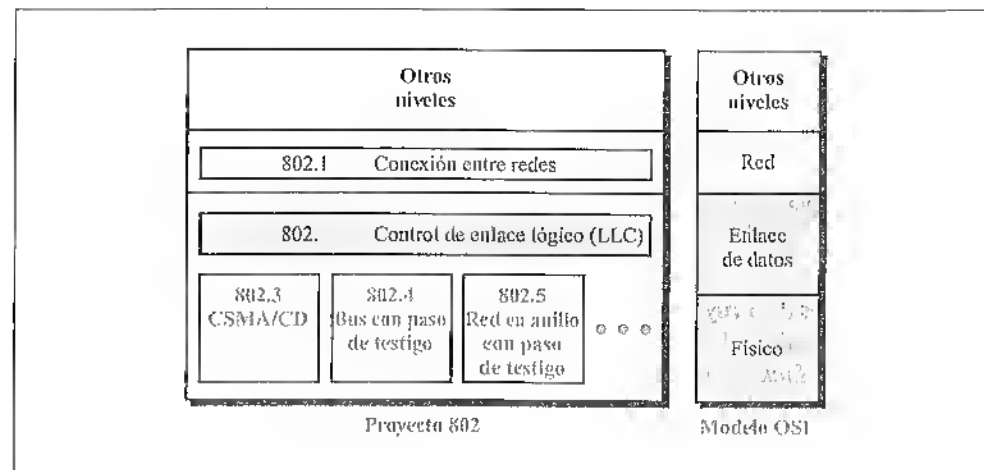 Otros
niveles
802.1 Conexión entre redes
802. Control de enlace lógico (LLC)
802.3
CSMA/CD
802.4
Bus con paso
de testigo
802.5
Red en anillo
con paso
de testigo
Proyecto 802
Otros
niveles
Red
Enlace
de datos
Físico
Modelo OSI